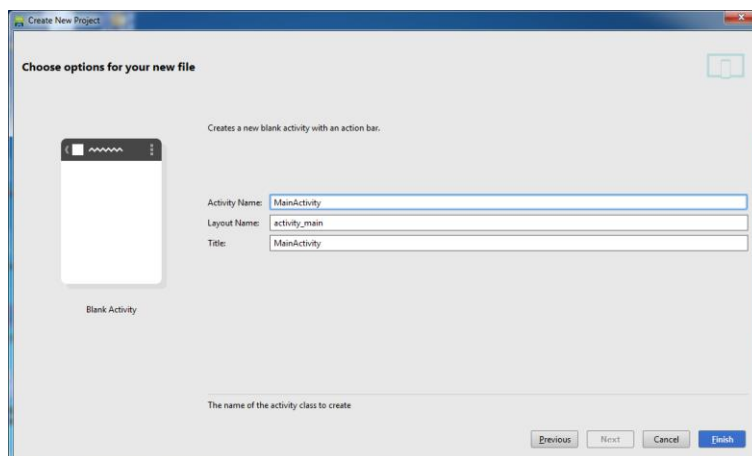 Create New Project
Choose options for your new file
Creates a new blank activity with an action bar.
Activity Name: MainActivity
Layout Name: activity_main
Title: MainActivity
Blank Activity
The name of the activity class to create
Previous Next Cancel Finish